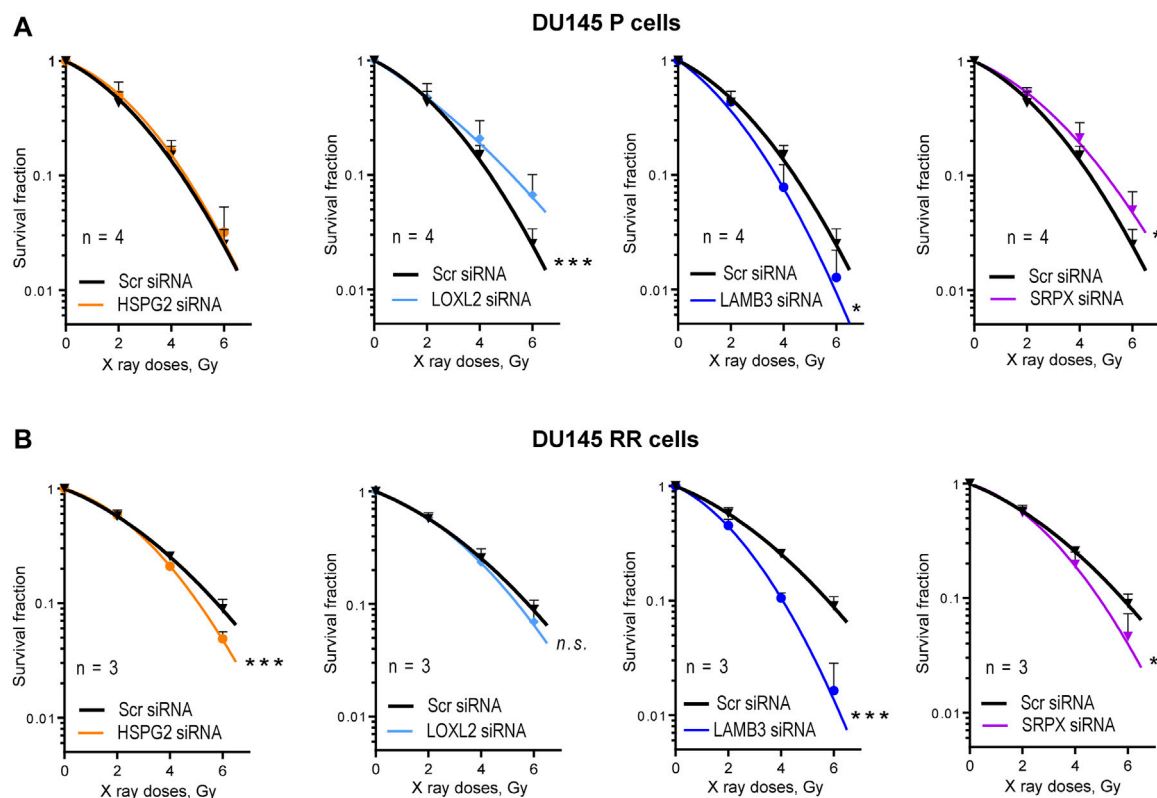 A
DU145 P cells
Survival fraction
1
0.1
0.01
n = 4
Scr siRNA
HSPG2 siRNA
0 2 4 6
X ray doses, Gy
Survival fraction
1
0.1
0.01
n = 4
Scr siRNA
LOXL2 siRNA
***
0 2 4 6
X ray doses, Gy
Survival fraction
1
0.1
0.01
n = 4
Scr siRNA
LAMB3 siRNA
*
0 2 4 6
X ray doses, Gy
Survival fraction
1
0.1
0.01
n = 4
Scr siRNA
SRPX siRNA
*
0 2 4 6
X ray doses, Gy
B
DU145 RR cells
Survival fraction
1
0.1
0.01
n = 3
Scr siRNA
HSPG2 siRNA
***
0 2 4 6
X ray doses, Gy
Survival fraction
1
0.1
0.01
n = 3
Scr siRNA
LOXL2 siRNA
n.s.
0 2 4 6
X ray doses, Gy
Survival fraction
1
0.1
0.01
n = 3
Scr siRNA
LAMB3 siRNA
***
0 2 4 6
X ray doses, Gy
Survival fraction
1
0.1
0.01
n = 3
Scr siRNA
SRPX siRNA
*
0 2 4 6
X ray doses, Gy